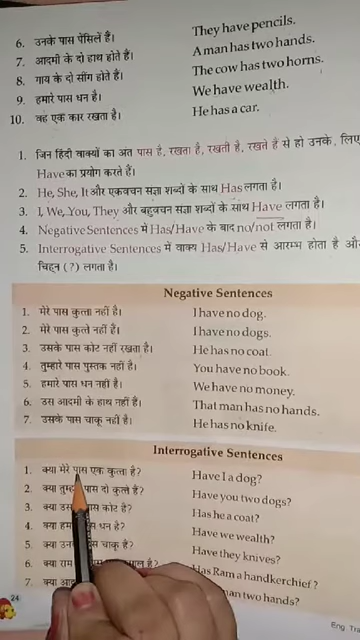 6. उनके पास पेंसिलें हैं। They have pencils.
7. आदमी के दो हाथ होते हैं। A man has two hands.
8. गाय के दो सींग होते हैं। The cow has two horns.
9. हमारे पास धन है। We have wealth.
10. वह एक कार रखता है। He has a car.
1. जिन हिंदी वाक्यों का अंत पास है, रखता है, रखती है, रखते हैं से हो उनके, लिए
Have का प्रयोग करते हैं।
2. He, She, It और एकवचन संज्ञा शब्दों के साथ Has लगता है।
3. I, We, You, They और बहुवचन संज्ञा शब्दों के साथ Have लगता है।
4. Negative Sentences में Has/Have के बाद no/not लगता है।
5. Interrogative Sentences में वाक्य Has/Have से आरम्भ होता है और
चिह्न (?) लगता है।
Negative Sentences
1. मेरे पास कुत्ता नहीं है। I have no dog.
2. मेरे पास कुत्ते नहीं है। I have no dogs.
3. उसके पास कोट नहीं रखता है। He has no coat.
4. तुम्हारे पास पुस्तक नहीं है। You have no book.
5. हमारे पास धन नहीं है। We have no money.
6. उस आदमी के हाथ नहीं हैं। That man has no hands.
7. उसके पास चाकू नहीं है। He has no knife.
Interrogative Sentences
1. क्या मेरे पास एक कुत्ता है? Have I a dog?
2. क्या पास दो कुत्ते हैं? Have you two dogs?
3. क्या पास कोट है? Has he a coat?
4. क्या धन है? Have we wealth?
5. क्या चाकू हैं? Have they knives?
6. क्या राम है? Has Ram a handkerchief?
7. क्या man two hands?
24
Eng. Tra